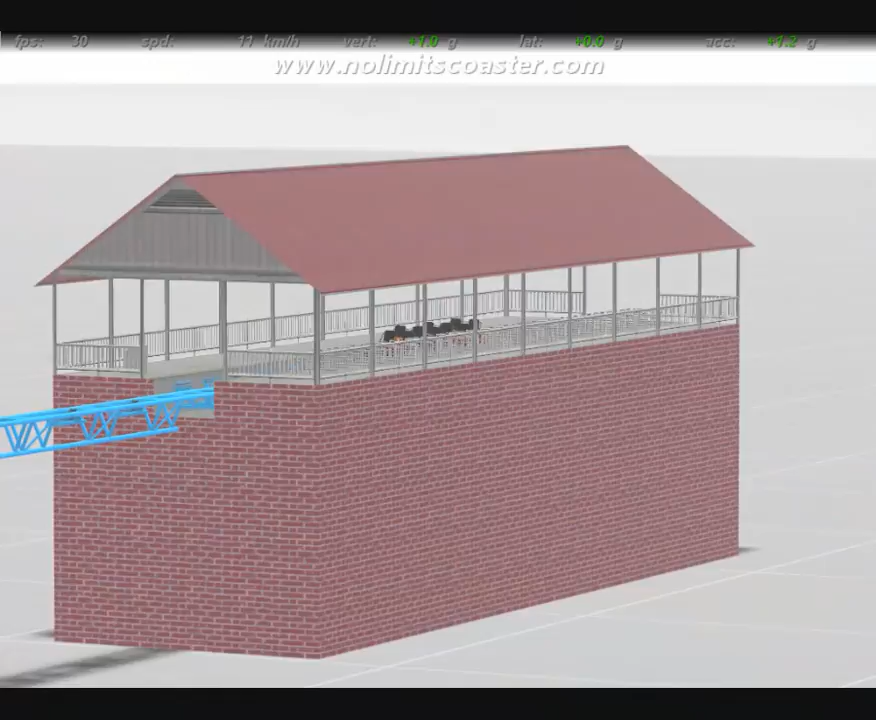 fps: 30 spd: 11 km/h vert: +1.0 g lat: +0.0 g acc: +1.2 g
www.nolimitscoaster.com